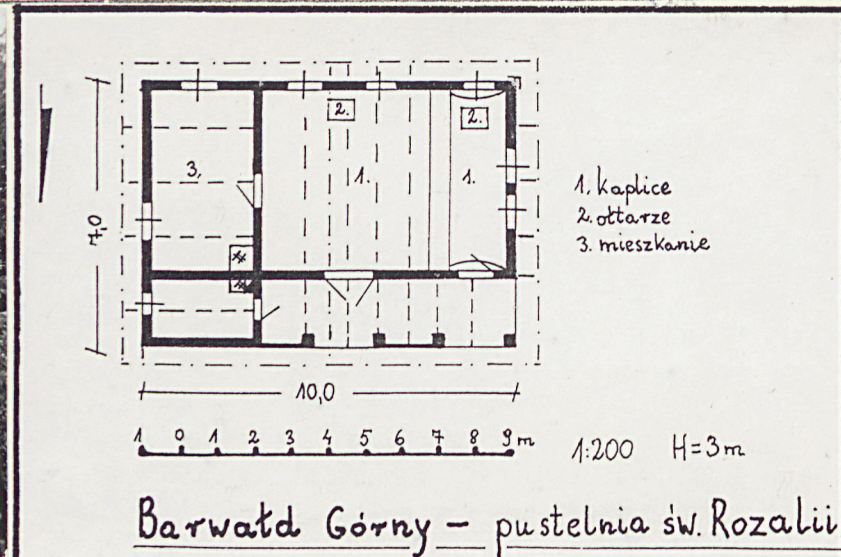 2.
2.
3.
1.
1.
7,0
1. kaplice
2. ołtarze
3. mieszkanie
10,0
1 0 1 2 3 4 5 6 7 8 9 m
1:200 H=3m
Barwałd Górny – pustelnia św. Rozalii